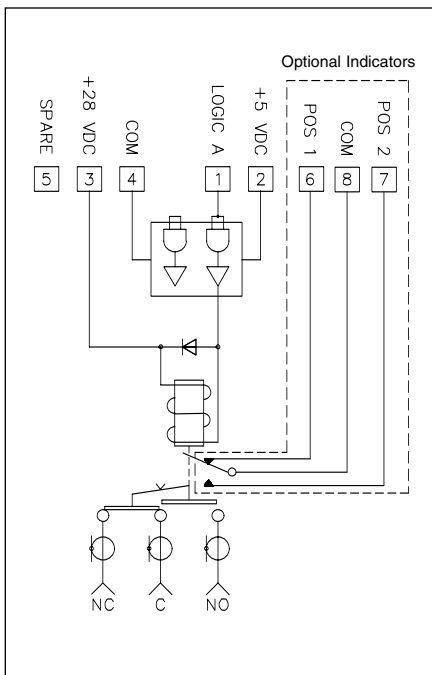 Optional Indicators
SPARE
+28 VDC
COM
LOGIC A
+5 VDC
POS 1
COM
POS 2
5
3
4
1
2
6
8
7
NC
C
NO